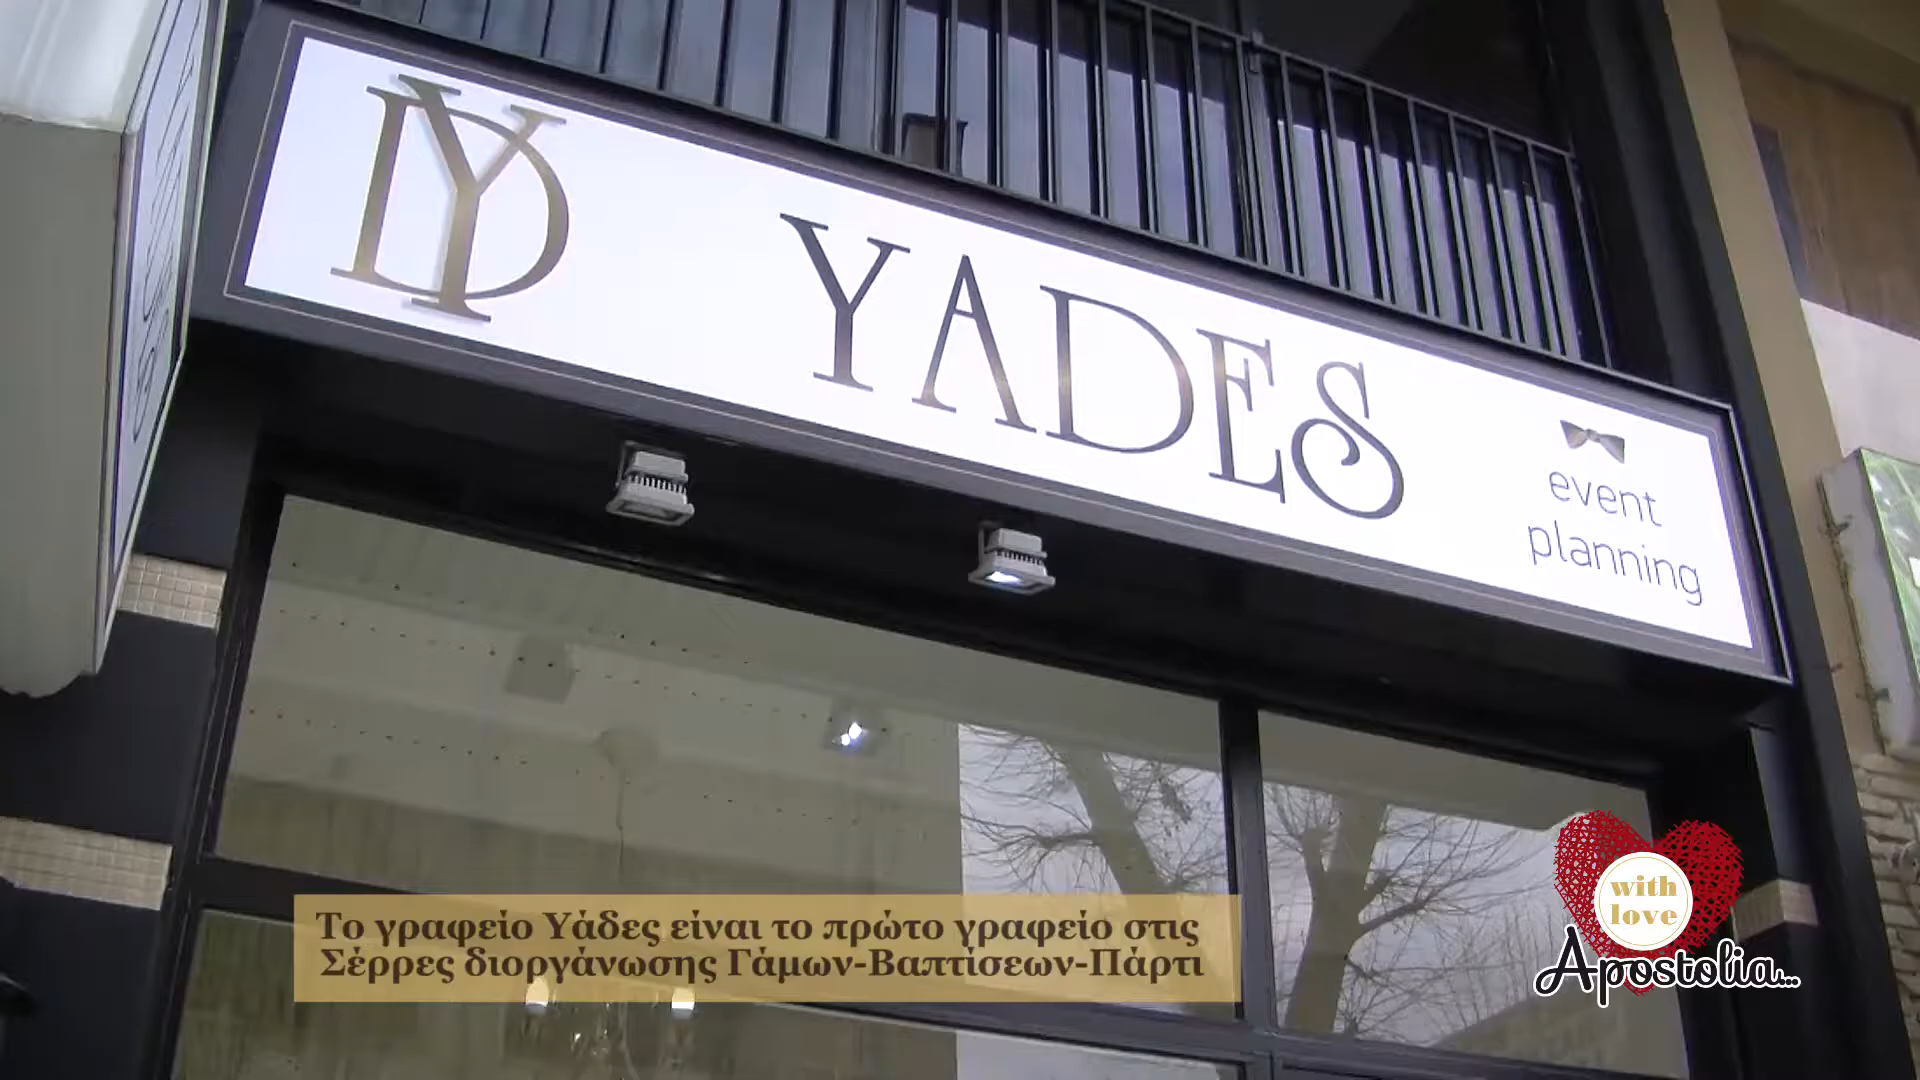 YD
YADES
event
planning
Το γραφείο Υάδες είναι το πρώτο γραφείο στις
Σέρρες διοργάνωσης Γάμων-Βαπτίσεων-Πάρτι
with
love
Apostolia...